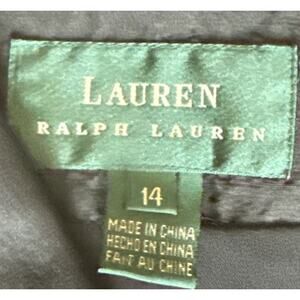 LAUREN
RALPH LAUREN
14
MADE IN CHINA
HECHO EN CHINA
FAIT AU CHINE